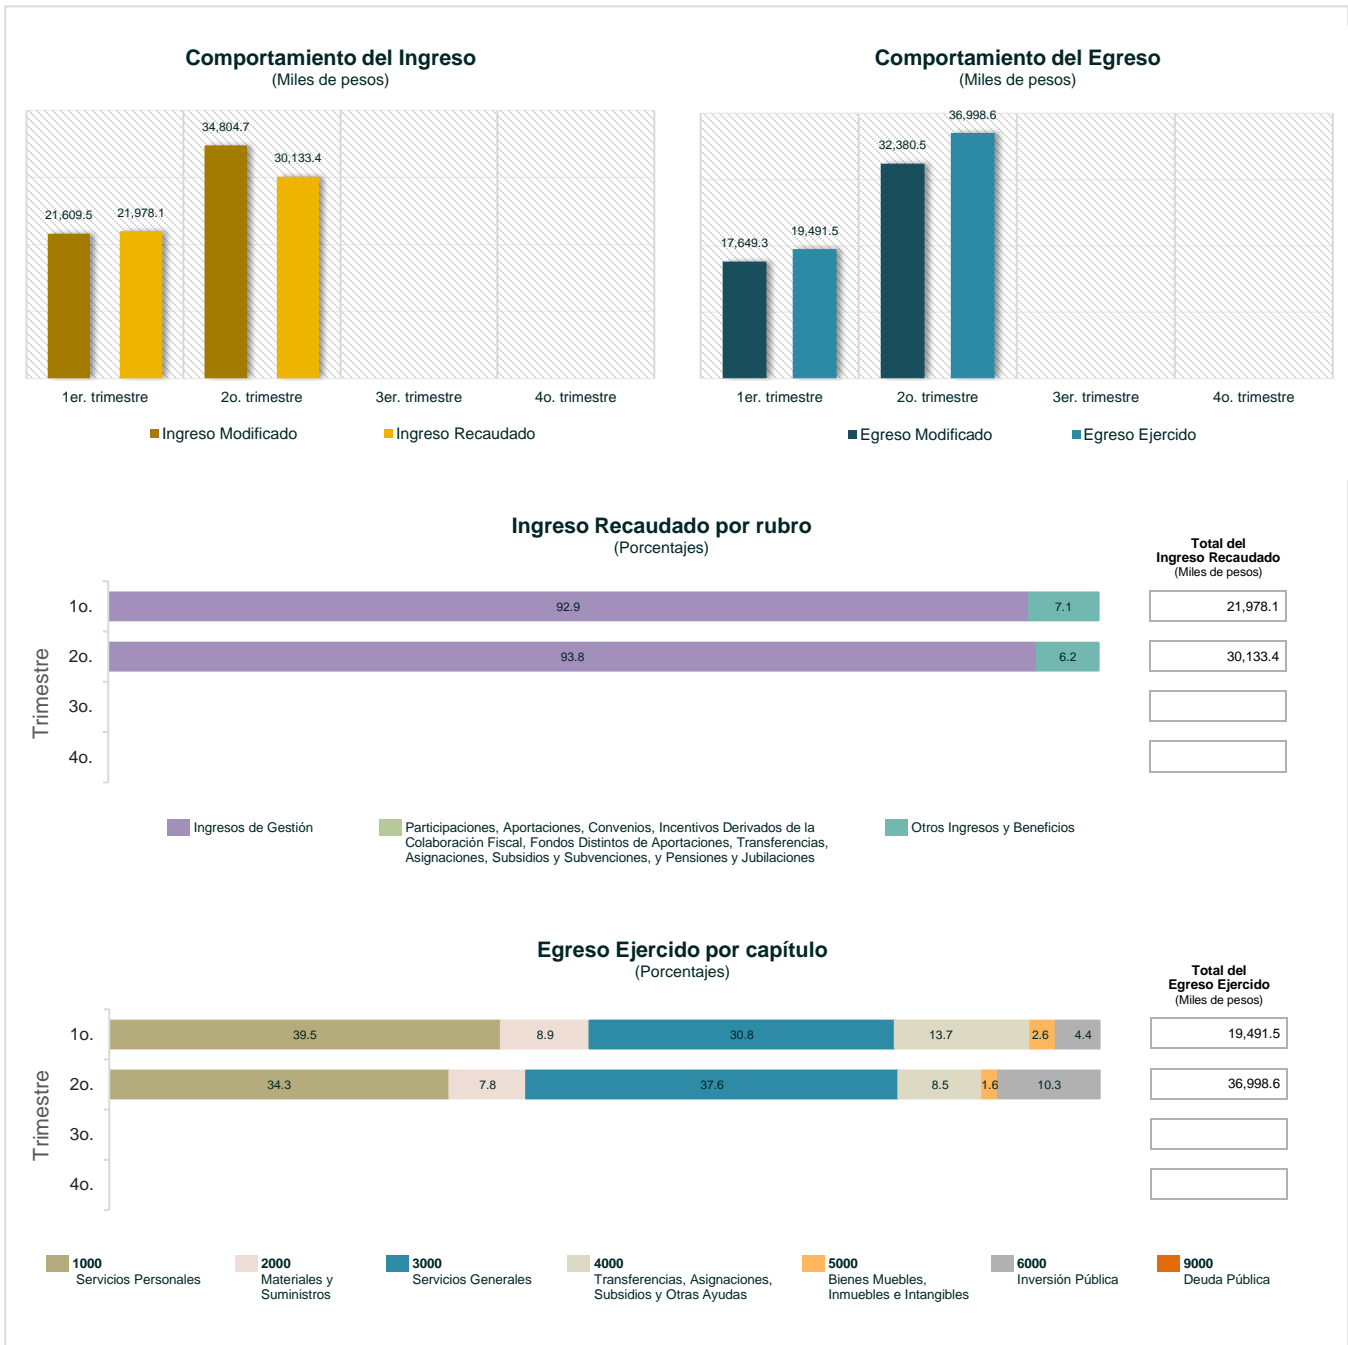 Comportamiento del Ingreso
(Miles de pesos)
21,609.5
21,978.1
34,804.7
30,133.4
1er. trimestre
2o. trimestre
3er. trimestre
4o. trimestre
Ingreso Modificado
Ingreso Recaudado
Comportamiento del Egreso
(Miles de pesos)
17,649.3
19,491.5
32,380.5
36,998.6
1er. trimestre
2o. trimestre
3er. trimestre
4o. trimestre
Egreso Modificado
Egreso Ejercido
Ingreso Recaudado por rubro
(Porcentajes)
Total del
Ingreso Recaudado
(Miles de pesos)
Trimestre
1o.
92.9
7.1
21,978.1
2o.
93.8
6.2
30,133.4
3o.
4o.
Ingresos de Gestión
Participaciones, Aportaciones, Convenios, Incentivos Derivados de la
Colaboración Fiscal, Fondos Distintos de Aportaciones, Transferencias,
Asignaciones, Subsidios y Subvenciones, y Pensiones y Jubilaciones
Otros Ingresos y Beneficios
Egreso Ejercido por capítulo
(Porcentajes)
Total del
Egreso Ejercido
(Miles de pesos)
Trimestre
1o.
39.5
8.9
30.8
13.7
2.6
4.4
19,491.5
2o.
34.3
7.8
37.6
8.5
1.6
10.3
36,998.6
3o.
4o.
1000
Servicios Personales
2000
Materiales y
Suministros
3000
Servicios Generales
4000
Transferencias, Asignaciones,
Subsidios y Otras Ayudas
5000
Bienes Muebles,
Inmuebles e Intangibles
6000
Inversión Pública
9000
Deuda Pública